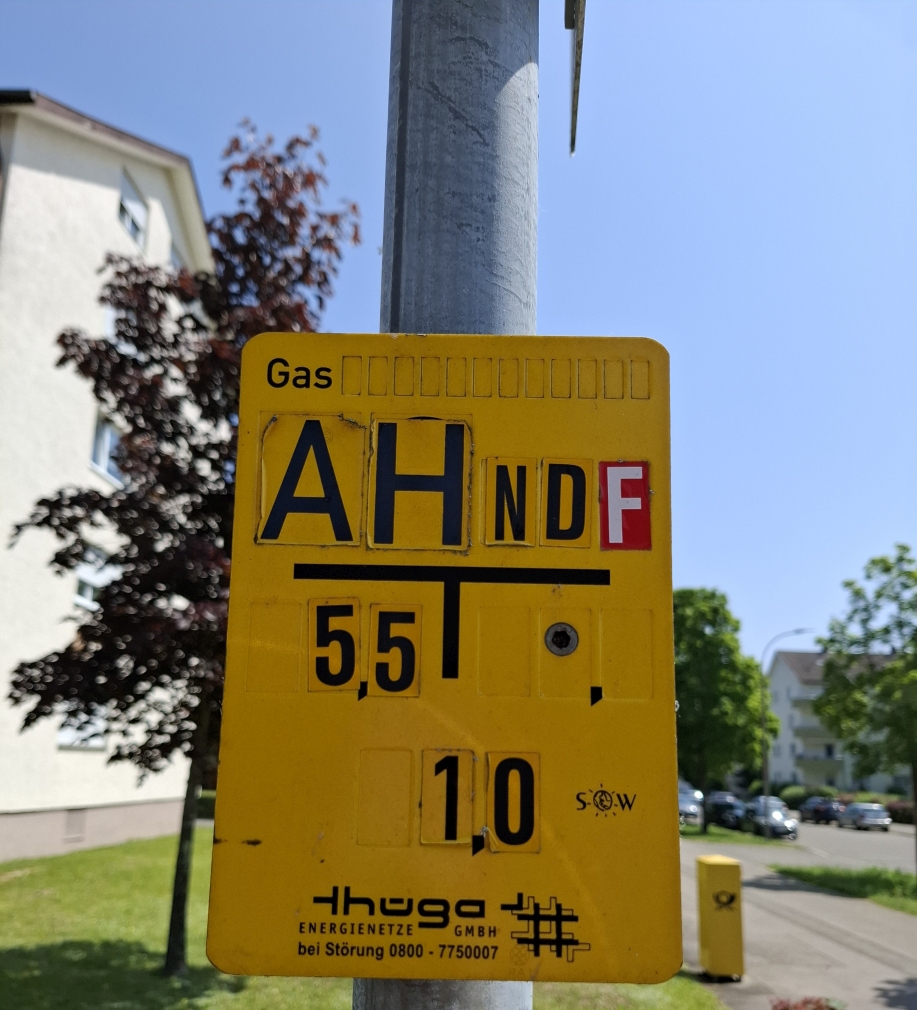 Gas
AH ND F
5,5 ,
1,0
S W
thüga
ENERGIENETZE GMBH
bei Störung 0800 - 7750007